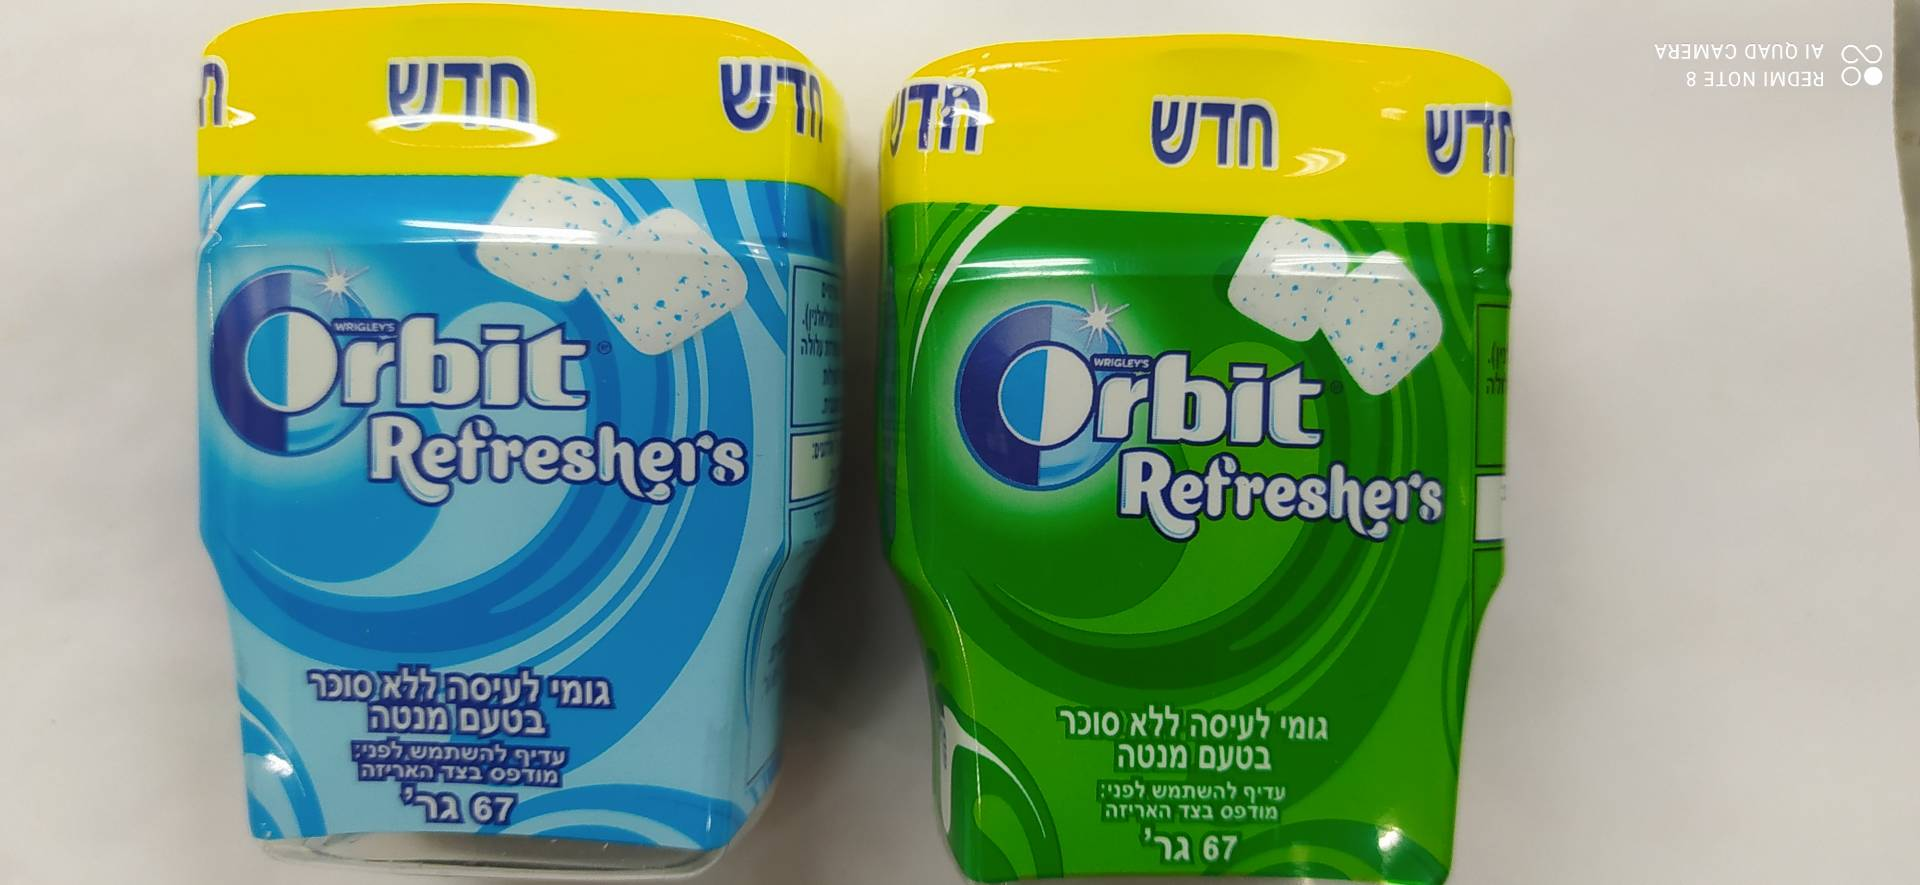 חדש
חדש
WRIGLEY'S
Orbit
Refreshers
גומי לעיסה ללא סוכר
בטעם מנטה
עדיף להשתמש לפני:
מודפס בצד האריזה
67 גר'
חדש
חדש
חדש
WRIGLEY'S
Orbit
Refreshers
גומי לעיסה ללא סוכר
בטעם מנטה
עדיף להשתמש לפני:
מודפס בצד האריזה
67 גר'
REDMI NOTE 8
AI QUAD CAMERA